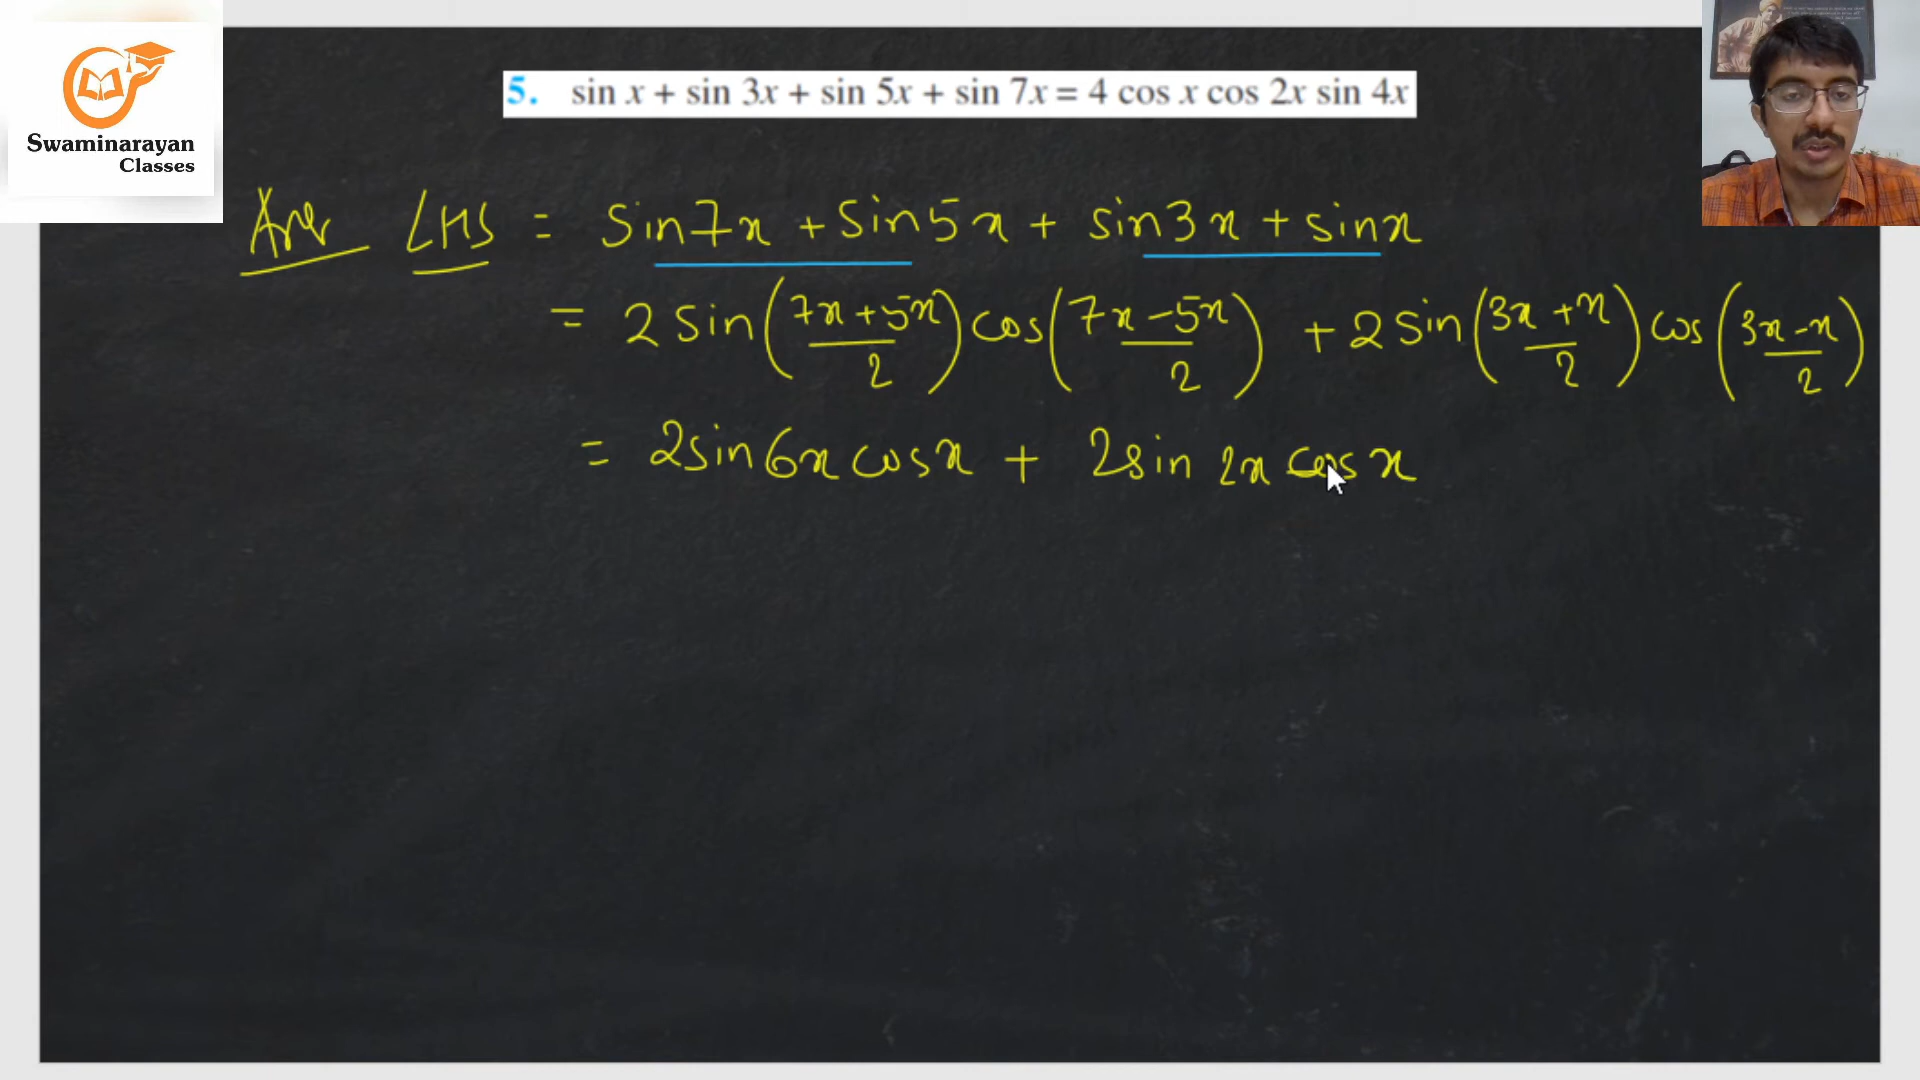 Swaminarayan
Classes
5. sin x + sin 3x + sin 5x + sin 7x = 4 cos x cos 2x sin 4x
Ans LHS = sin7x + sin5x + sin3x + sinx
= 2 sin(7x+5x/2) cos(7x-5x/2) + 2 sin(3x+x/2) cos(3x-x/2)
= 2sin6x cosx + 2sin 2x cos x